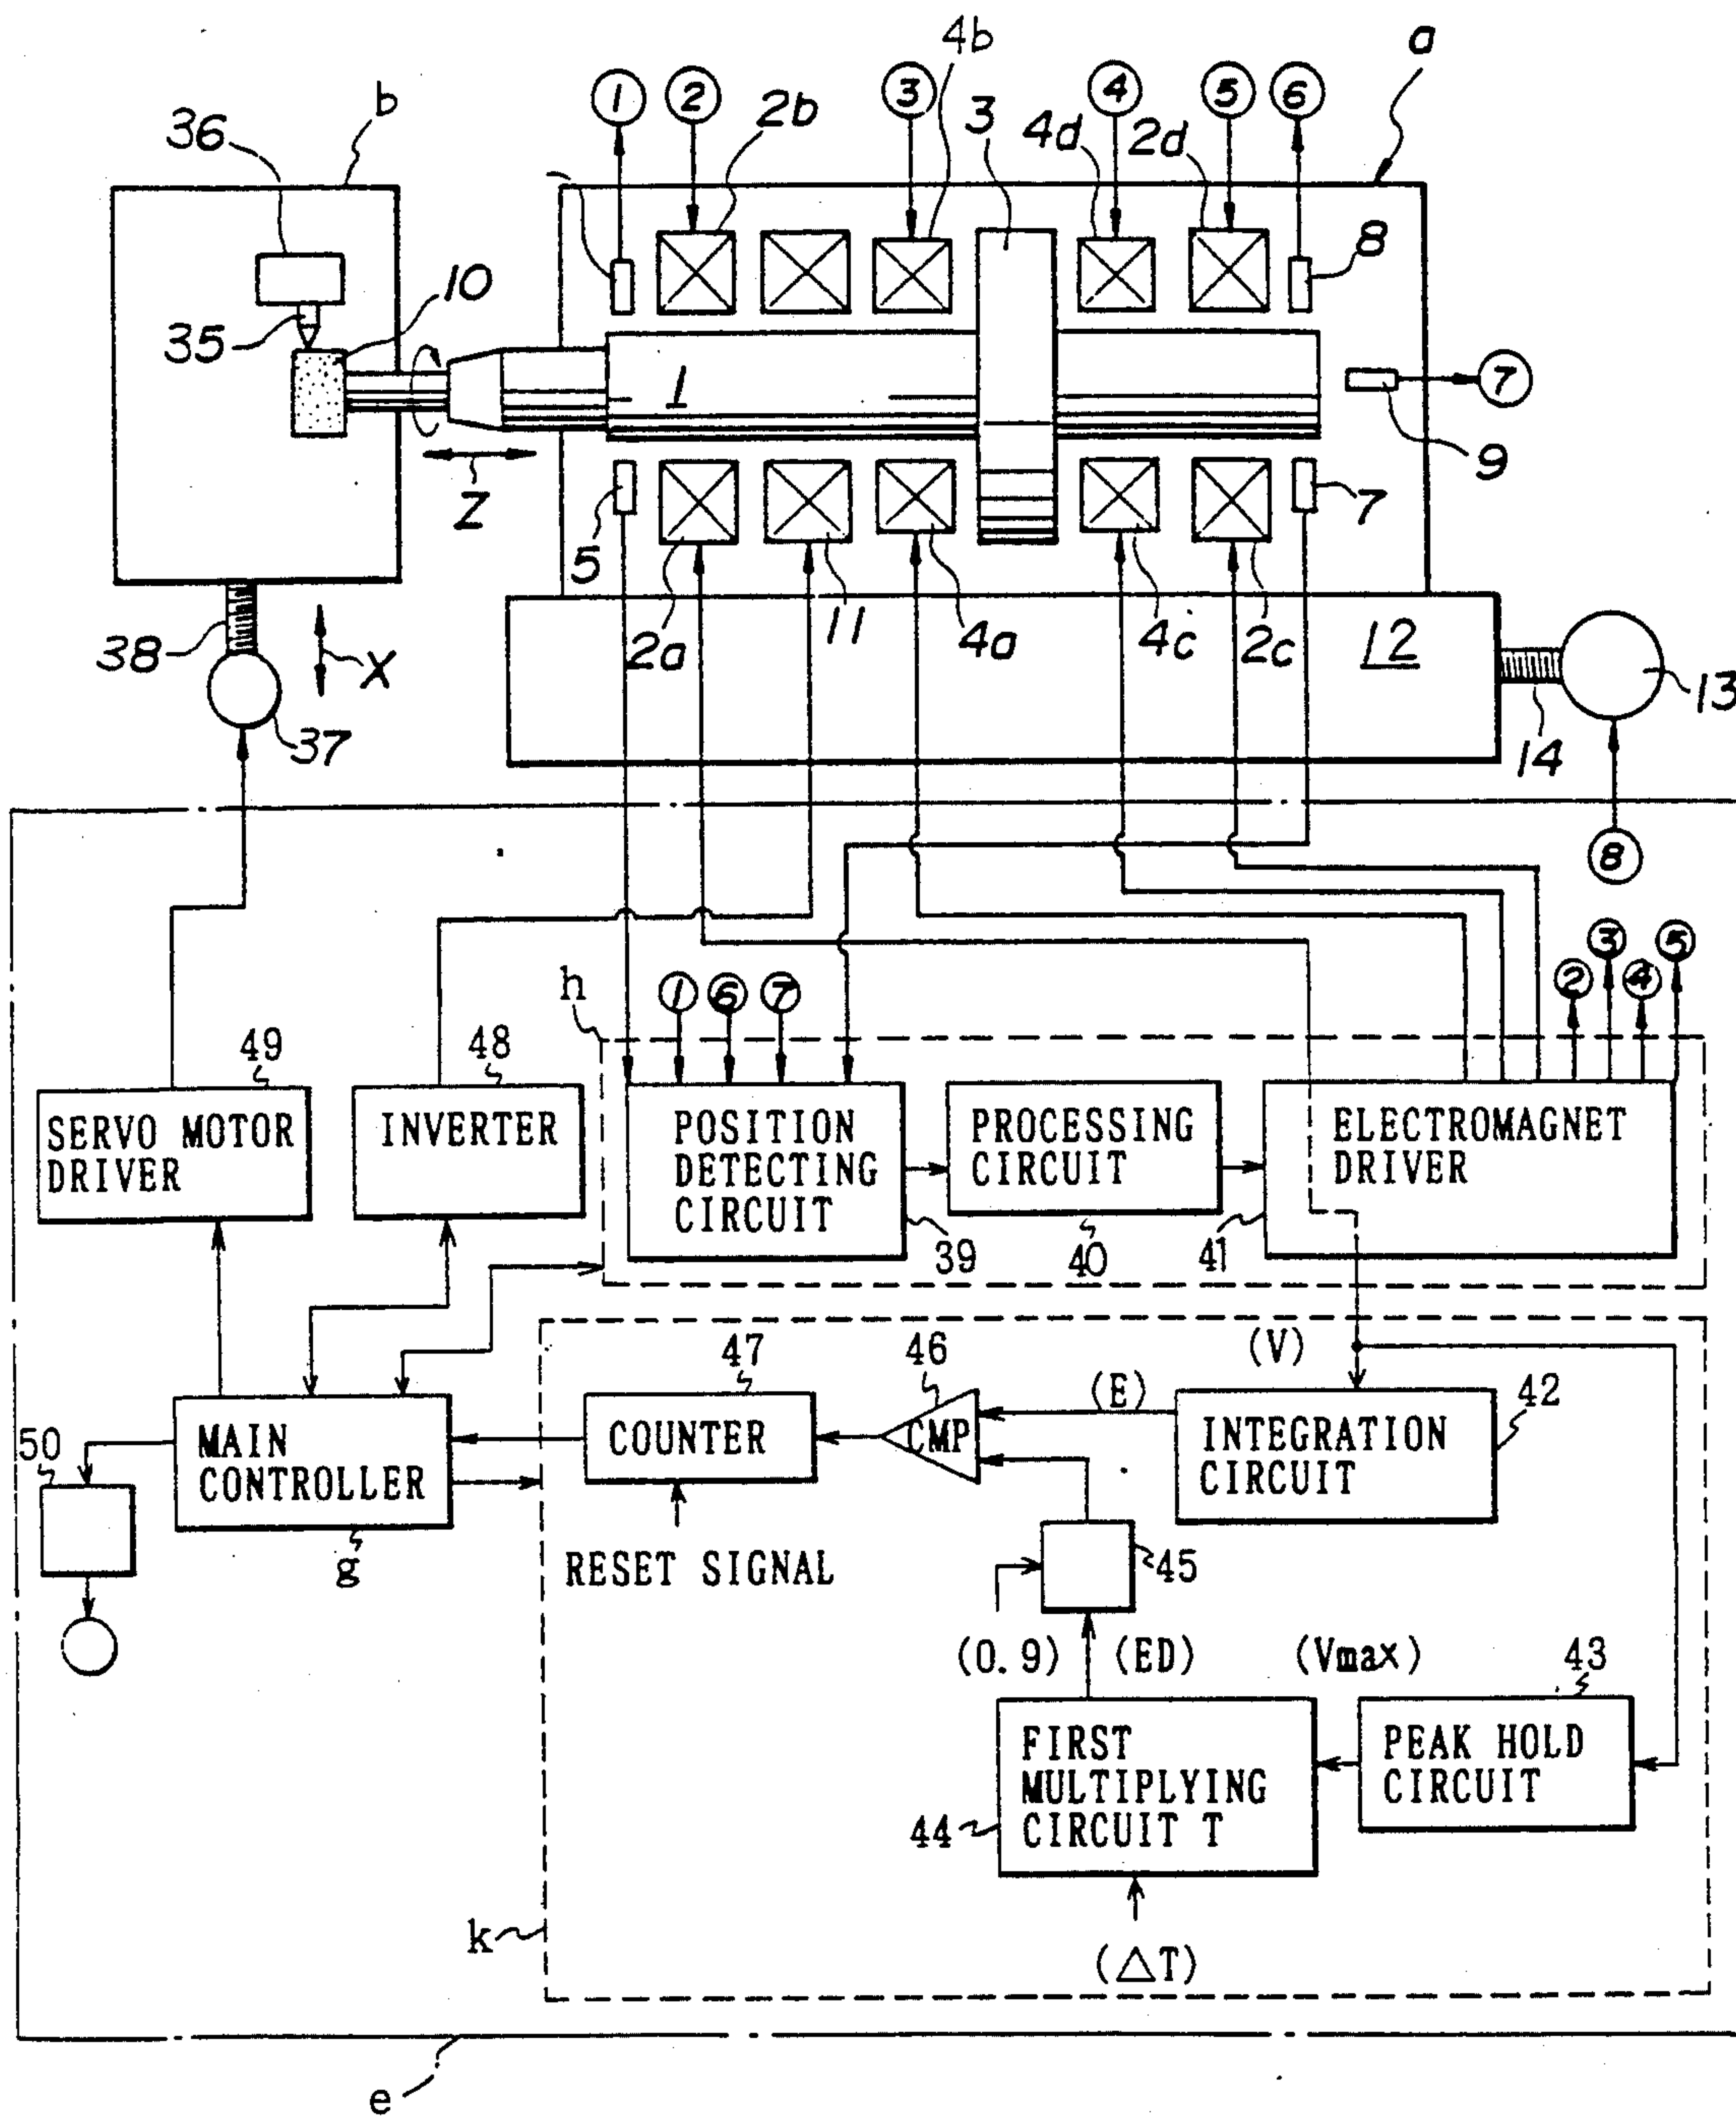 4b
a
b
① ② ③ ④ ⑤ ⑥
2b
3
4d
2d
36
8
10
35
1
⑦
9
Z
5
7
38
X
2a
11
4a
4c
2c
12
13
37
14
⑧
③ ⑤
② ④
h
① ⑥ ⑦
49
48
SERVO MOTOR
DRIVER
INVERTER
POSITION
DETECTING
CIRCUIT
PROCESSING
CIRCUIT
ELECTROMAGNET
DRIVER
39
40
41
47
46
(V)
(E)
42
50
MAIN
CONTROLLER
COUNTER
CMP
INTEGRATION
CIRCUIT
g
RESET SIGNAL
45
(0.9)
(ED)
(Vmax)
43
FIRST
MULTIPLYING
CIRCUIT T
PEAK HOLD
CIRCUIT
44
k
(△T)
e